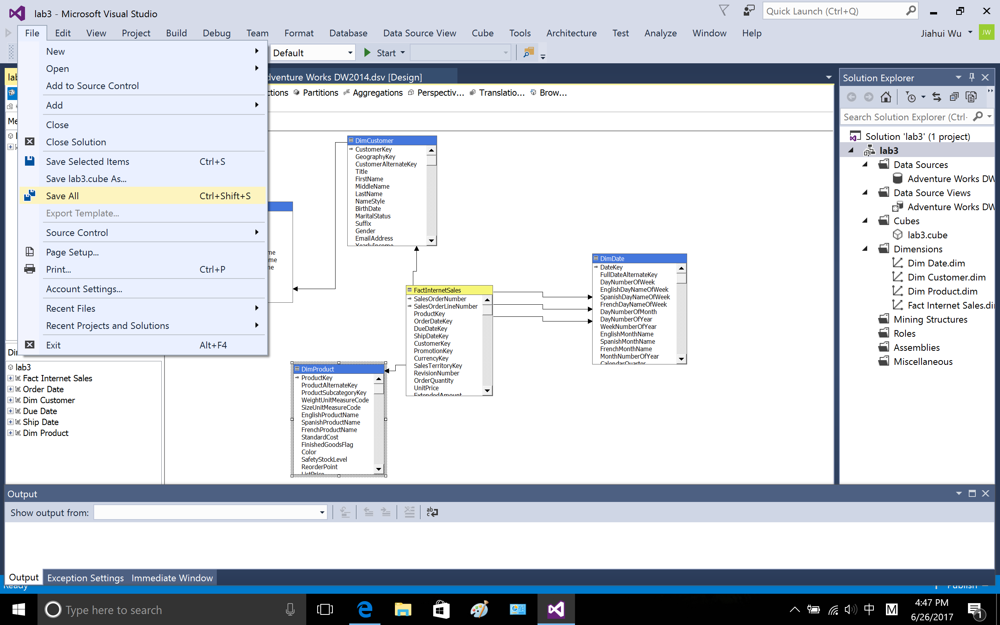 lab3 - Microsoft Visual Studio
Quick Launch (Ctrl+Q)
File Edit View Project Build Debug Team Format Database Data Source View Cube Tools Architecture Test Analyze Window Help
Jiahui Wu
JW
New
Open
Add to Source Control
Add
Close
Close Solution
Save Selected Items Ctrl+S
Save lab3.cube As...
Save All Ctrl+Shift+S
Export Template...
Source Control
Page Setup...
Print... Ctrl+P
Account Settings...
Recent Files
Recent Projects and Solutions
Exit Alt+F4
Default
Start
dventure Works DW2014.dsv [Design]
ctions Partitions Aggregations Perspectiv... Translatio... Brow...
DimCustomer
CustomerKey
GeographyKey
CustomerAlternateKey
Title
FirstName
MiddleName
LastName
NameStyle
BirthDate
MaritalStatus
Suffix
Gender
EmailAddress
YearlyIncome
DimDate
DateKey
FullDateAlternateKey
DayNumberOfWeek
EnglishDayNameOfWeek
SpanishDayNameOfWeek
FrenchDayNameOfWeek
DayNumberOfMonth
DayNumberOfYear
WeekNumberOfYear
EnglishMonthName
SpanishMonthName
FrenchMonthName
MonthNumberOfYear
CalendarQuarter
FactInternetSales
SalesOrderNumber
SalesOrderLineNumber
ProductKey
OrderDateKey
DueDateKey
ShipDateKey
CustomerKey
PromotionKey
CurrencyKey
SalesTerritoryKey
RevisionNumber
OrderQuantity
UnitPrice
ExtendedAmount
DimProduct
ProductKey
ProductAlternateKey
ProductSubcategoryKey
WeightUnitMeasureCode
SizeUnitMeasureCode
EnglishProductName
SpanishProductName
FrenchProductName
StandardCost
FinishedGoodsFlag
Color
SafetyStockLevel
ReorderPoint
ListPrice
lab3
Fact Internet Sales
Order Date
Dim Customer
Due Date
Ship Date
Dim Product
Solution Explorer
Search Solution Explorer (Ctrl-
Solution 'lab3' (1 project)
lab3
Data Sources
Adventure Works DW
Data Source Views
Adventure Works DW
Cubes
lab3.cube
Dimensions
Dim Date.dim
Dim Customer.dim
Dim Product.dim
Fact Internet Sales.di
Mining Structures
Roles
Assemblies
Miscellaneous
Output
Show output from:
Output Exception Settings Immediate Window
Ready
Publish
Type here to search
中
M
4:47 PM
6/26/2017
1